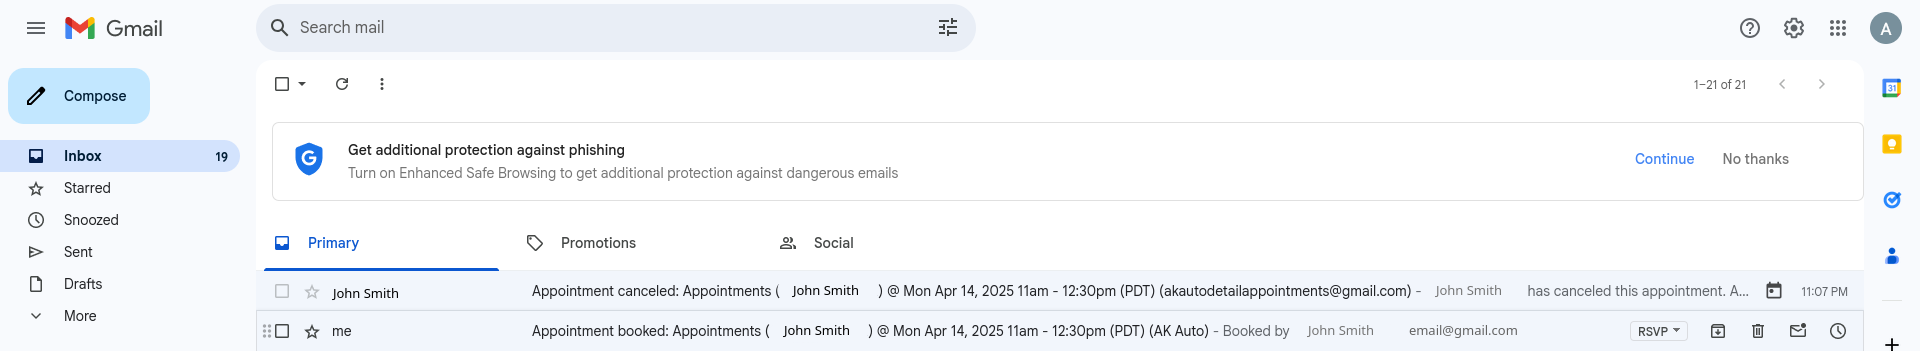 Gmail
Search mail
A
Compose
1–21 of 21
31
Get additional protection against phishing
Turn on Enhanced Safe Browsing to get additional protection against dangerous emails
Continue No thanks
Inbox 19
Starred
Snoozed
Sent
Drafts
More
Primary Promotions Social
John Smith Appointment canceled: Appointments ( John Smith ) @ Mon Apr 14, 2025 11am - 12:30pm (PDT) (akautodetailappointments@gmail.com) - John Smith has canceled this appointment. A... 11:07 PM
me Appointment booked: Appointments ( John Smith ) @ Mon Apr 14, 2025 11am - 12:30pm (PDT) (AK Auto) - Booked by John Smith email@gmail.com RSVP